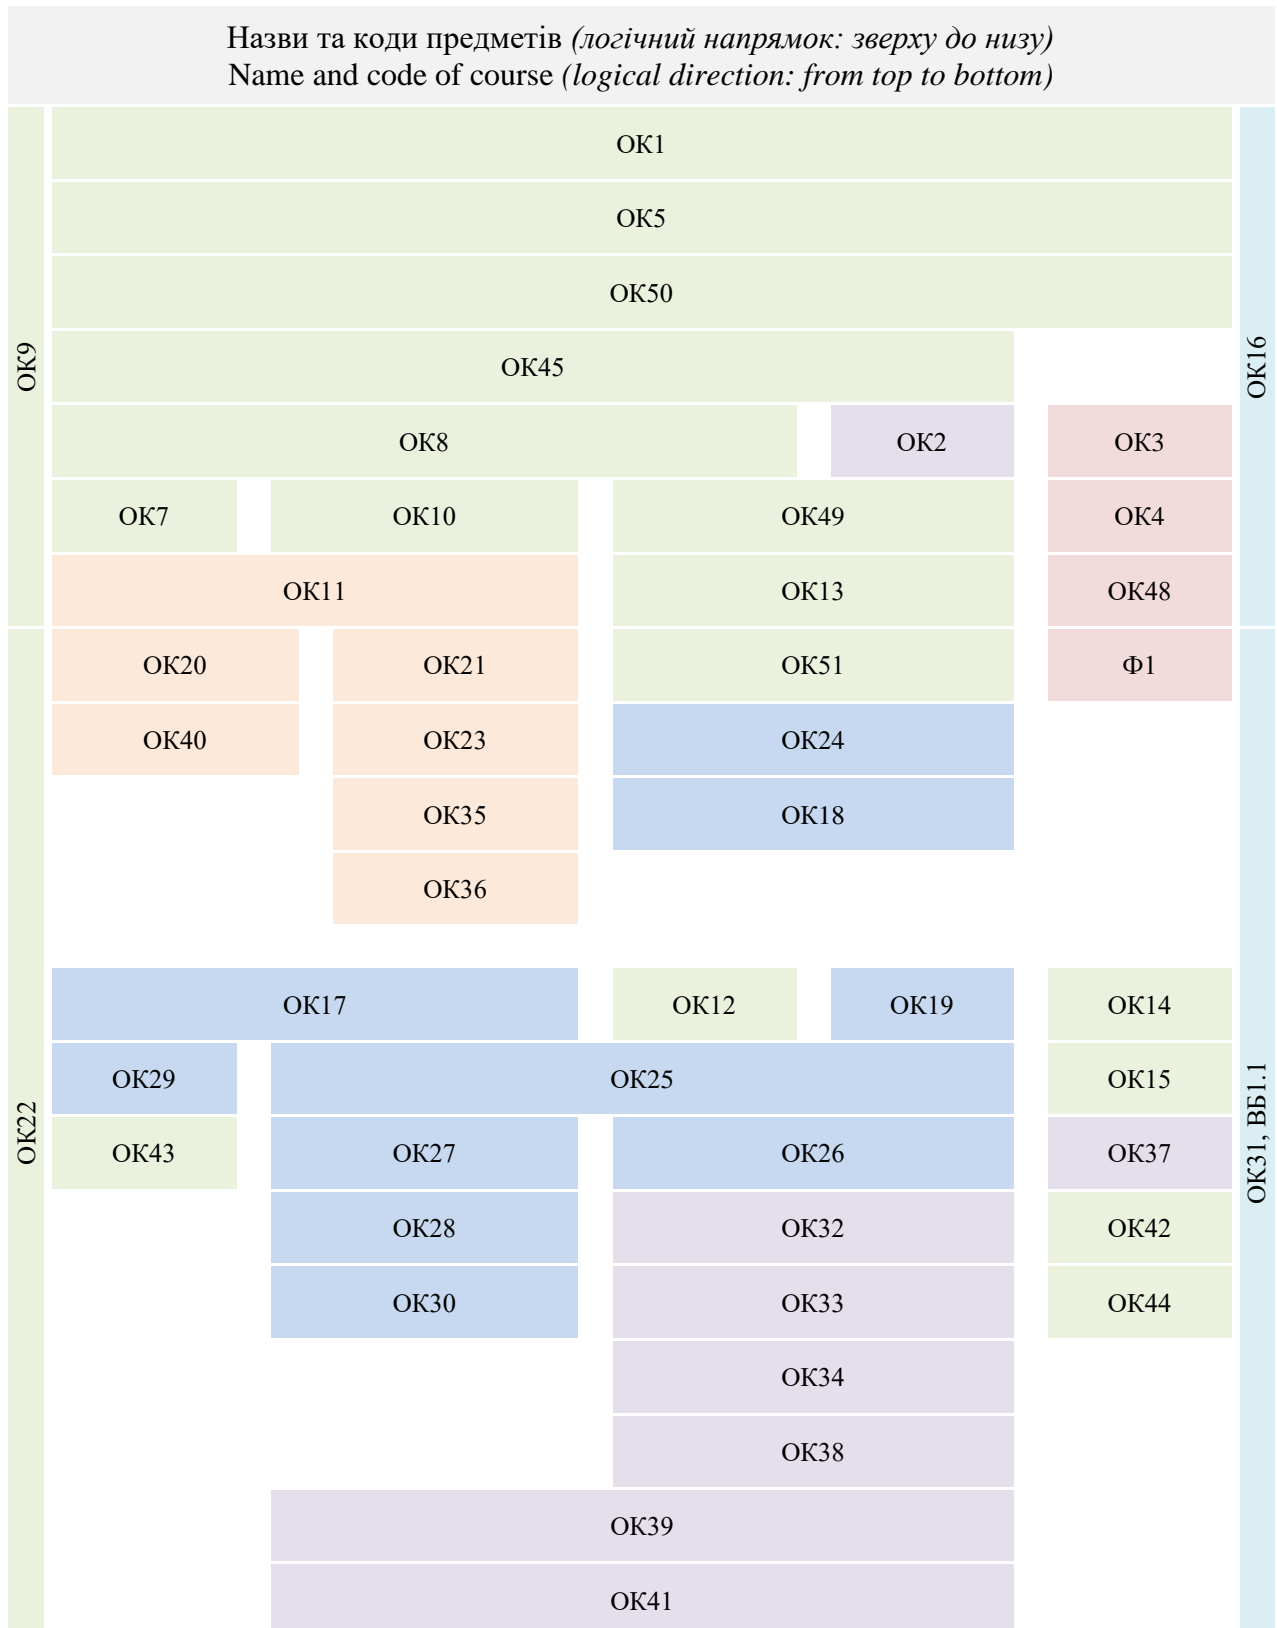 Назви та коди предметів (логічний напрямок: зверху до низу)
Name and code of course (logical direction: from top to bottom)
ОК9
ОК16
ОК1
ОК5
ОК50
ОК45
ОК8
ОК2
ОК3
ОК7
ОК10
ОК49
ОК4
ОК11
ОК13
ОК48
ОК22
ОК31, ВБ1.1
ОК20
ОК21
ОК51
Ф1
ОК40
ОК23
ОК24
ОК35
ОК18
ОК36
ОК17
ОК12
ОК19
ОК14
ОК29
ОК25
ОК15
ОК43
ОК27
ОК26
ОК37
ОК28
ОК32
ОК42
ОК30
ОК33
ОК44
ОК34
ОК38
ОК39
ОК41